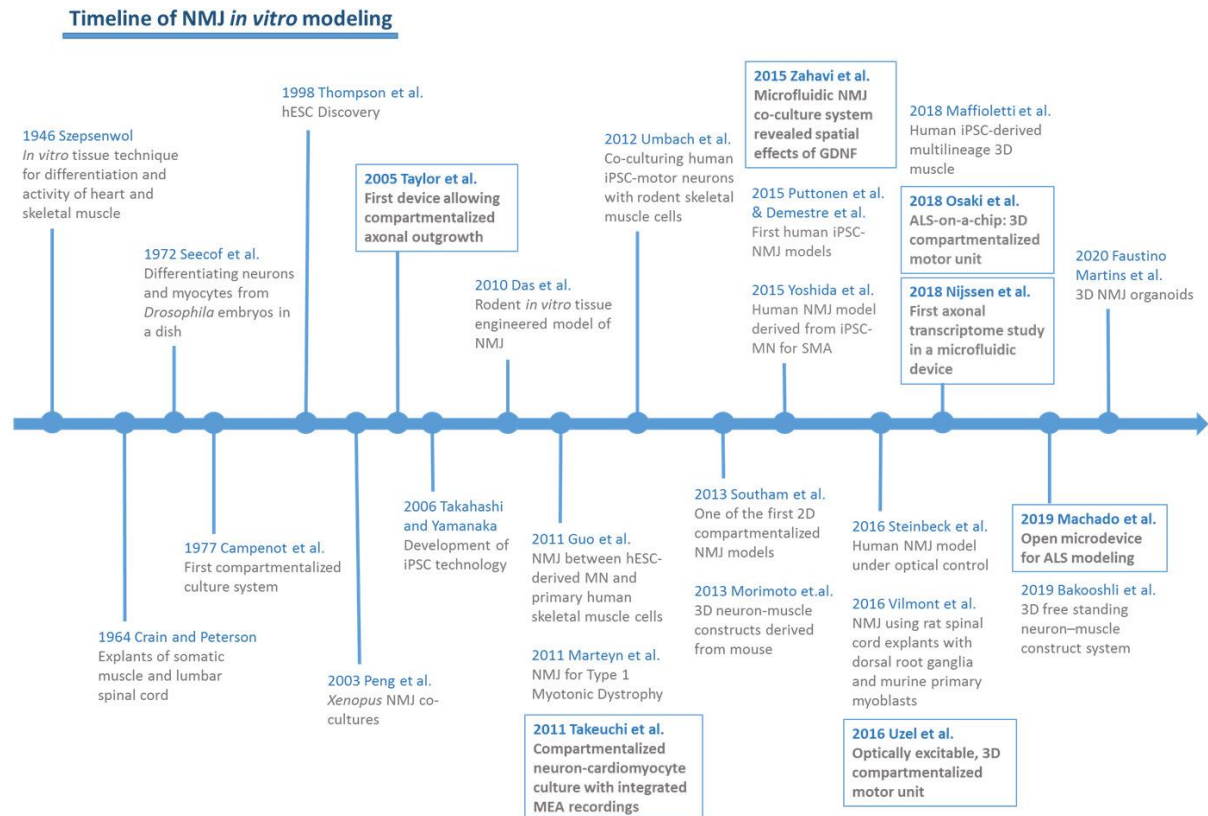 Timeline of NMJ in vitro modeling
1946 Szepsenwol
In vitro tissue technique
for differentiation and
activity of heart and
skeletal muscle
1964 Crain and Peterson
Explants of somatic
muscle and lumbar
spinal cord
1972 Seecof et al.
Differentiating neurons
and myocytes from
Drosophila embryos in
a dish
1977 Campenot et al.
First compartmentalized
culture system
1998 Thompson et al.
hESC Discovery
2003 Peng et al.
Xenopus NMJ co-
cultures
2005 Taylor et al.
First device allowing
compartmentalized
axonal outgrowth
2006 Takahashi
and Yamanaka
Development of
iPSC technology
2010 Das et al.
Rodent in vitro tissue
engineered model of
NMJ
2011 Guo et al.
NMJ between hESC-
derived MN and
primary human
skeletal muscle cells
2011 Marteyn et al.
NMJ for Type 1
Myotonic Dystrophy
2011 Takeuchi et al.
Compartmentalized
neuron-cardiomyocyte
culture with integrated
MEA recordings
2012 Umbach et al.
Co-culturing human
iPSC-motor neurons
with rodent skeletal
muscle cells
2013 Southam et al.
One of the first 2D
compartmentalized
NMJ models
2013 Morimoto et.al.
3D neuron-muscle
constructs derived
from mouse
2015 Zahavi et al.
Microfluidic NMJ
co-culture system
revealed spatial
effects of GDNF
2015 Puttonen et al.
& Demestre et al.
First human iPSC-
NMJ models
2015 Yoshida et al.
Human NMJ model
derived from iPSC-
MN for SMA
2016 Steinbeck et al.
Human NMJ model
under optical control
2016 Vilmont et al.
NMJ using rat spinal
cord explants with
dorsal root ganglia
and murine primary
myoblasts
2016 Uzel et al.
Optically excitable, 3D
compartmentalized
motor unit
2018 Maffioletti et al.
Human iPSC-derived
multilineage 3D
muscle
2018 Osaki et al.
ALS-on-a-chip: 3D
compartmentalized
motor unit
2018 Nijssen et al.
First axonal
transcriptome study
in a microfluidic
device
2019 Machado et al.
Open microdevice
for ALS modeling
2019 Bakooshli et al.
3D free standing
neuron–muscle
construct system
2020 Faustino
Martins et al.
3D NMJ organoids